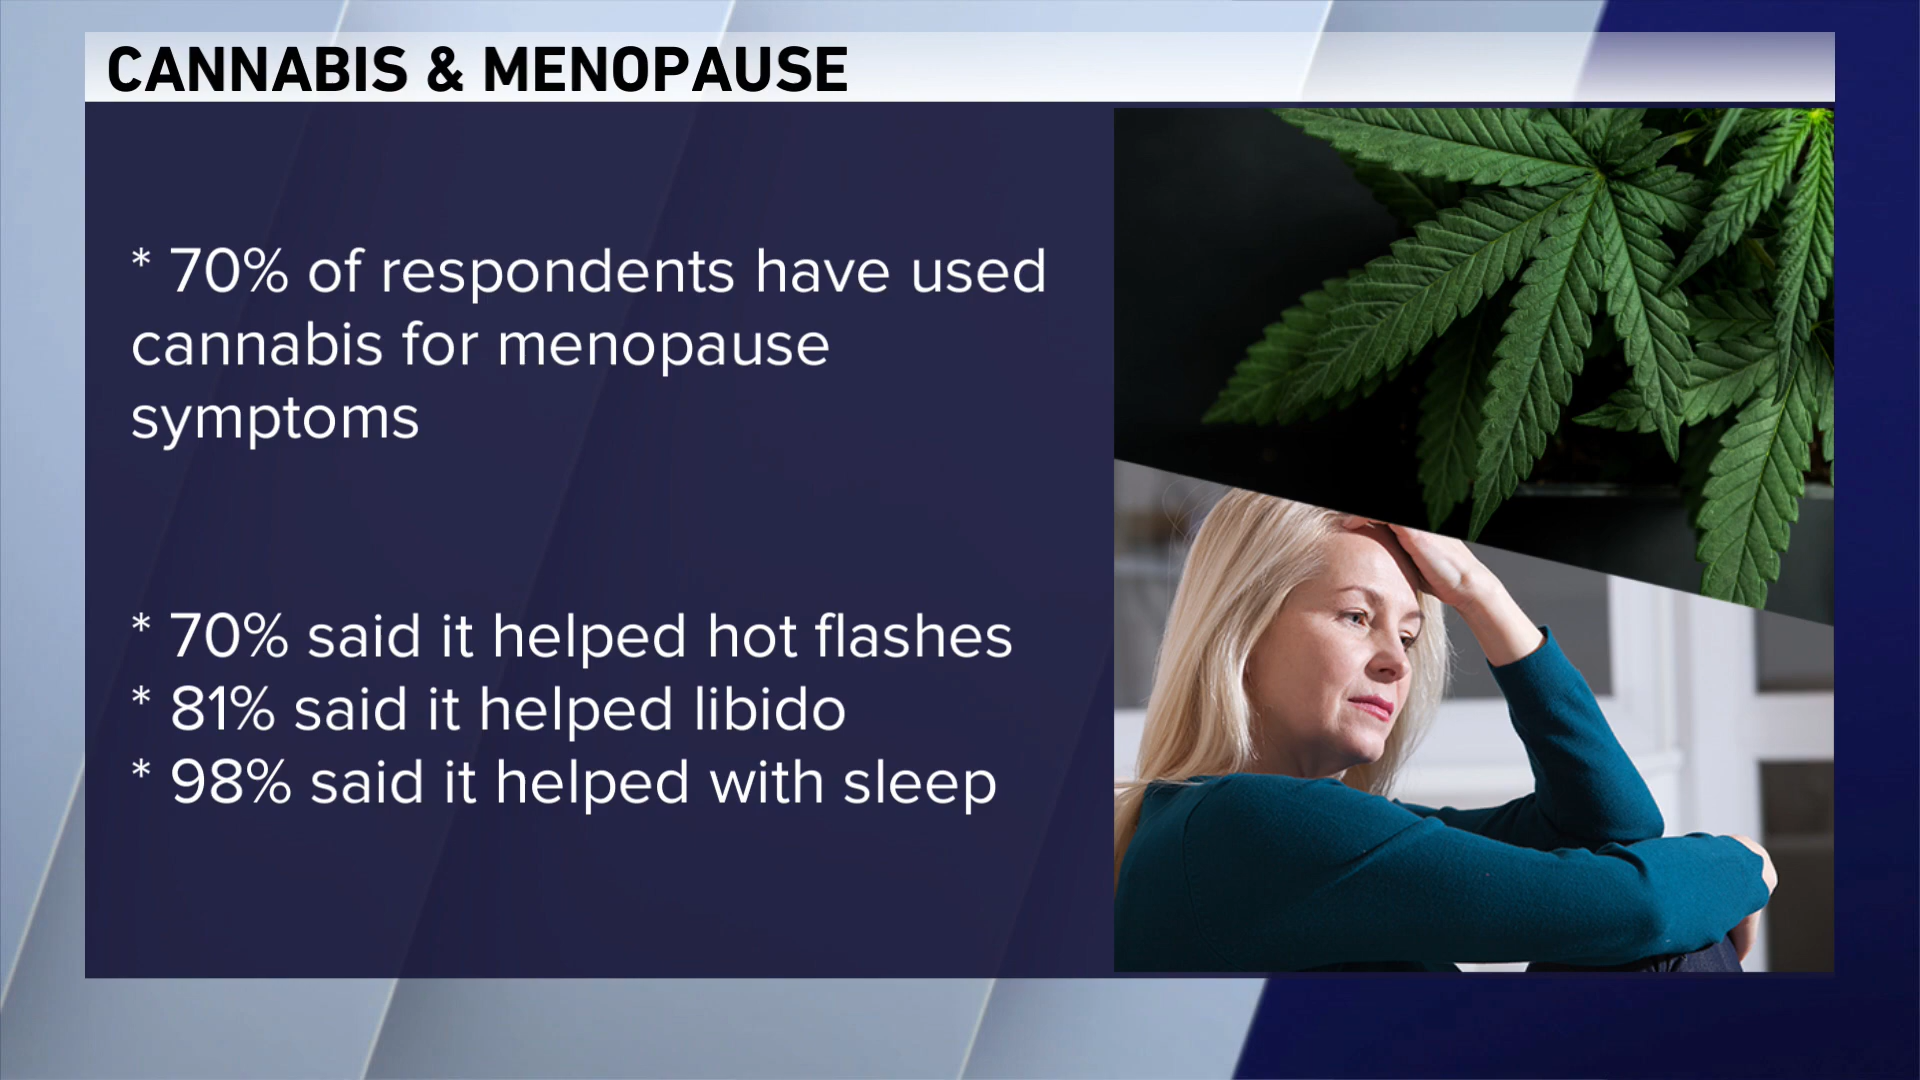 CANNABIS & MENOPAUSE
* 70% of respondents have used
cannabis for menopause
symptoms
* 70% said it helped hot flashes
* 81% said it helped libido
* 98% said it helped with sleep